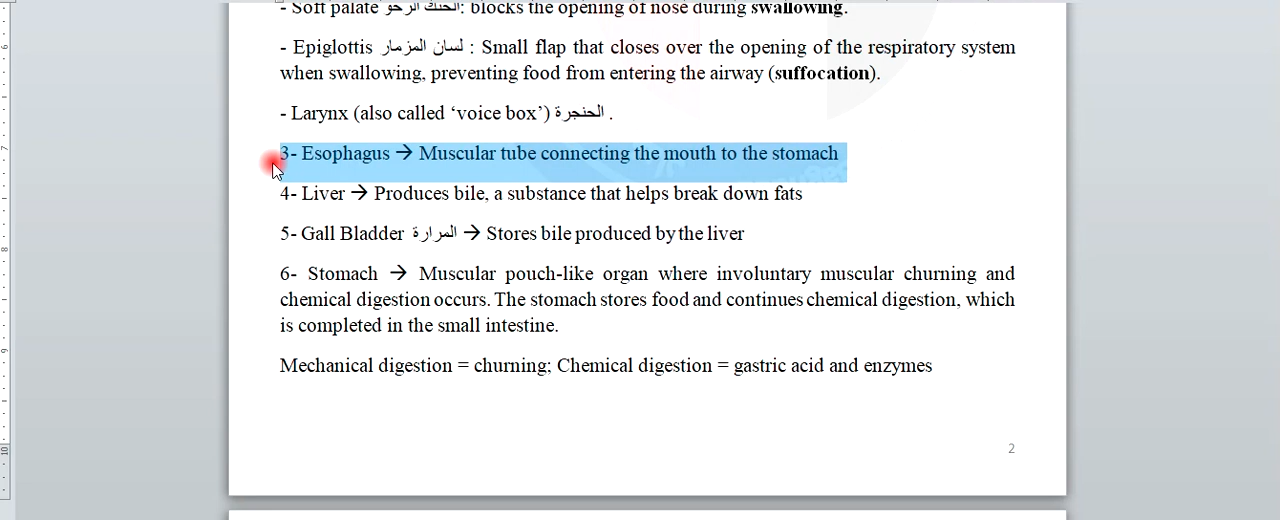 - Soft palate الحنك الرخو: blocks the opening of nose during swallowing.
- Epiglottis لسان المزمار : Small flap that closes over the opening of the respiratory system
when swallowing, preventing food from entering the airway (suffocation).
- Larynx (also called ‘voice box’) الحنجرة .
3- Esophagus → Muscular tube connecting the mouth to the stomach
4- Liver → Produces bile, a substance that helps break down fats
5- Gall Bladder المرارة → Stores bile produced by the liver
6- Stomach → Muscular pouch-like organ where involuntary muscular churning and
chemical digestion occurs. The stomach stores food and continues chemical digestion, which
is completed in the small intestine.
Mechanical digestion = churning; Chemical digestion = gastric acid and enzymes
2